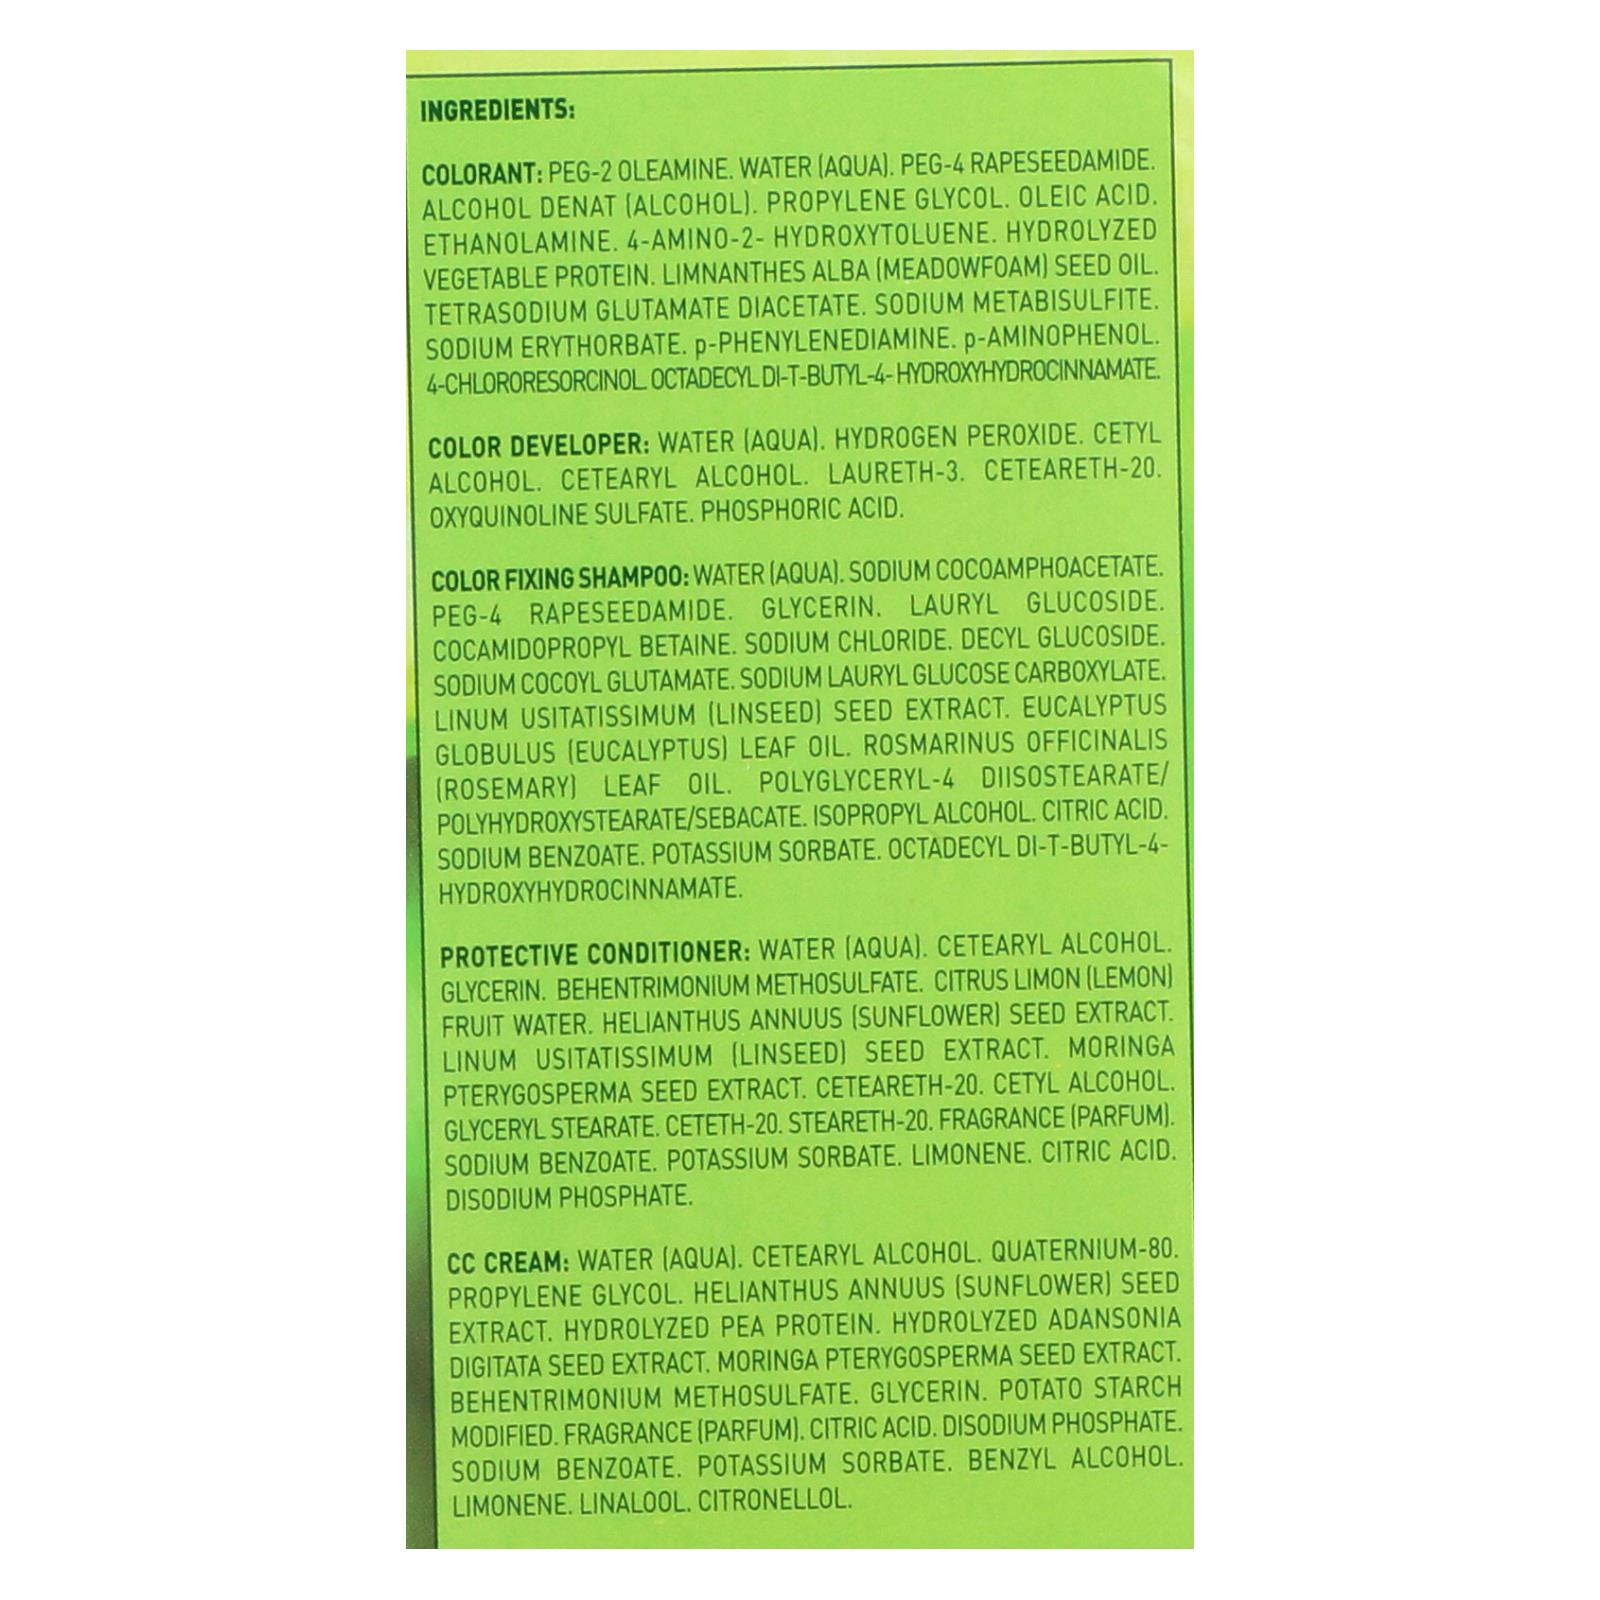 INGREDIENTS:
COLORANT: PEG-2 OLEAMINE. WATER (AQUA). PEG-4 RAPESEEDAMIDE.
ALCOHOL DENAT (ALCOHOL). PROPYLENE GLYCOL. OLEIC ACID.
ETHANOLAMINE. 4-AMINO-2- HYDROXYTOLUENE. HYDROLYZED
VEGETABLE PROTEIN. LIMNANTHES ALBA (MEADOWFOAM) SEED OIL.
TETRASODIUM GLUTAMATE DIACETATE. SODIUM METABISULFITE.
SODIUM ERYTHORBATE. p-PHENYLENEDIAMINE. p-AMINOPHENOL.
4-CHLORORESORCINOL. OCTADECYL DI-T-BUTYL-4- HYDROXYHYDROCINNAMATE.
COLOR DEVELOPER: WATER (AQUA). HYDROGEN PEROXIDE. CETYL
ALCOHOL. CETEARYL ALCOHOL. LAURETH-3. CETEARETH-20.
OXYQUINOLINE SULFATE. PHOSPHORIC ACID.
COLOR FIXING SHAMPOO: WATER (AQUA). SODIUM COCOAMPHOACETATE.
PEG-4 RAPESEEDAMIDE. GLYCERIN. LAURYL GLUCOSIDE.
COCAMIDOPROPYL BETAINE. SODIUM CHLORIDE. DECYL GLUCOSIDE.
SODIUM COCOYL GLUTAMATE. SODIUM LAURYL GLUCOSE CARBOXYLATE.
LINUM USITATISSIMUM (LINSEED) SEED EXTRACT. EUCALYPTUS
GLOBULUS (EUCALYPTUS) LEAF OIL. ROSMARINUS OFFICINALIS
(ROSEMARY) LEAF OIL. POLYGLYCERYL-4 DIISOSTEARATE/
POLYHYDROXYSTEARATE/SEBACATE. ISOPROPYL ALCOHOL. CITRIC ACID.
SODIUM BENZOATE. POTASSIUM SORBATE. OCTADECYL DI-T-BUTYL-4-
HYDROXYHYDROCINNAMATE.
PROTECTIVE CONDITIONER: WATER (AQUA). CETEARYL ALCOHOL.
GLYCERIN. BEHENTRIMONIUM METHOSULFATE. CITRUS LIMON (LEMON)
FRUIT WATER. HELIANTHUS ANNUUS (SUNFLOWER) SEED EXTRACT.
LINUM USITATISSIMUM (LINSEED) SEED EXTRACT. MORINGA
PTERYGOSPERMA SEED EXTRACT. CETEARETH-20. CETYL ALCOHOL.
GLYCERYL STEARATE. CETETH-20. STEARETH-20. FRAGRANCE (PARFUM).
SODIUM BENZOATE. POTASSIUM SORBATE. LIMONENE. CITRIC ACID.
DISODIUM PHOSPHATE.
CC CREAM: WATER (AQUA). CETEARYL ALCOHOL. QUATERNIUM-80.
PROPYLENE GLYCOL. HELIANTHUS ANNUUS (SUNFLOWER) SEED
EXTRACT. HYDROLYZED PEA PROTEIN. HYDROLYZED ADANSONIA
DIGITATA SEED EXTRACT. MORINGA PTERYGOSPERMA SEED EXTRACT.
BEHENTRIMONIUM METHOSULFATE. GLYCERIN. POTATO STARCH
MODIFIED. FRAGRANCE (PARFUM). CITRIC ACID. DISODIUM PHOSPHATE.
SODIUM BENZOATE. POTASSIUM SORBATE. BENZYL ALCOHOL.
LIMONENE. LINALOOL. CITRONELLOL.